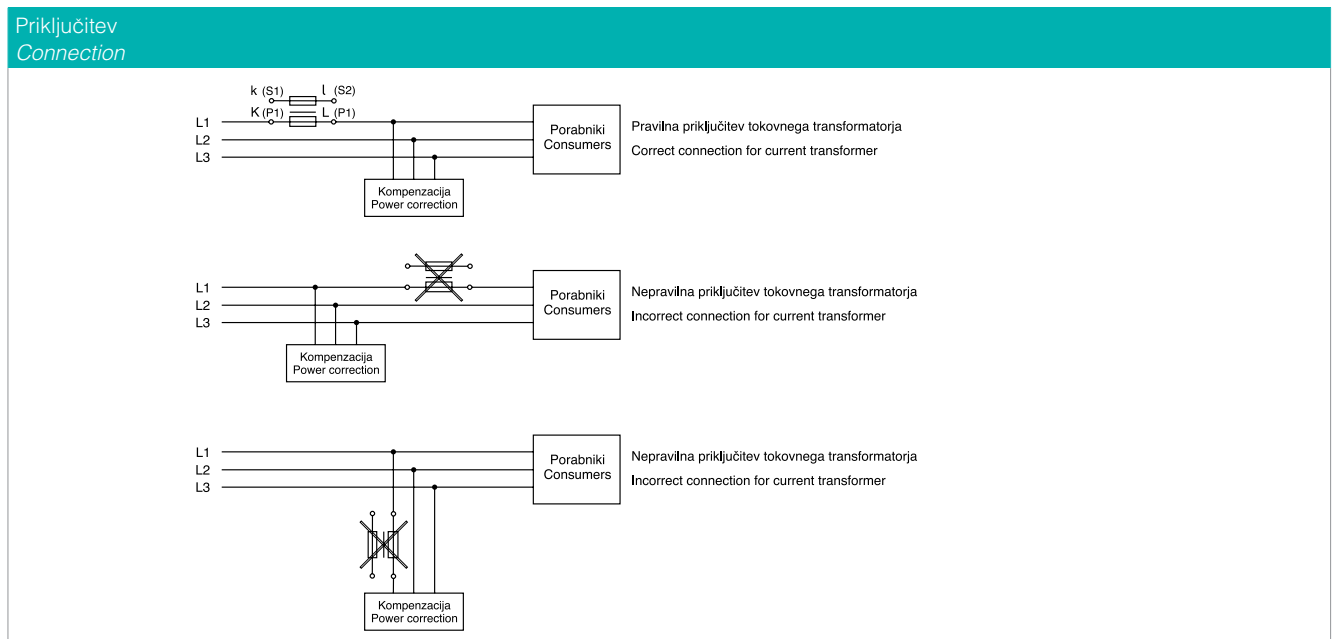 Priključitev
Connection
k (S1) l (S2)
K (P1) L (P1)
L1
L2
L3
Porabniki
Consumers
Pravilna priključitev tokovnega transformatorja
Correct connection for current transformer
Kompenzacija
Power correction
L1
L2
L3
Porabniki
Consumers
Nepravilna priključitev tokovnega transformatorja
Incorrect connection for current transformer
Kompenzacija
Power correction
L1
L2
L3
Porabniki
Consumers
Nepravilna priključitev tokovnega transformatorja
Incorrect connection for current transformer
Kompenzacija
Power correction